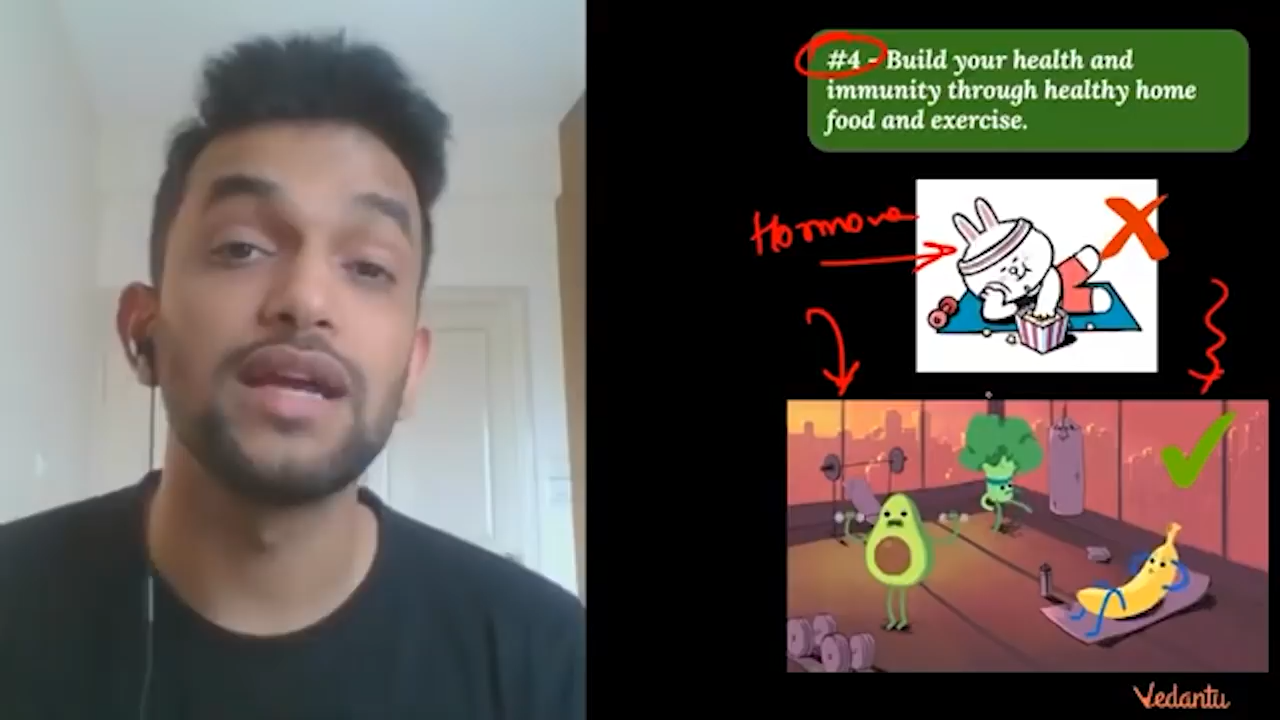 #4 - Build your health and
immunity through healthy home
food and exercise.
Hormone
Vedantu